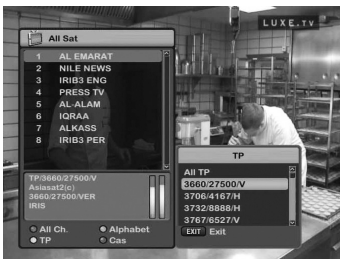 LUXE.TV
All Sat
1 AL EMARAT
2 NILE NEWS
3 IRIB3 ENG
4 PRESS TV
5 AL-ALAM
6 IQRAA
7 ALKASS
8 IRIB3 PER
TP/3660/27500/V
Asiasat2(c)
3660/27500/VER
IRIS
All Ch. Alphabet
TP Cas
TP
All TP
3660/27500/V
3706/4167/H
3732/8888/H
3767/6527/V
EXIT Exit